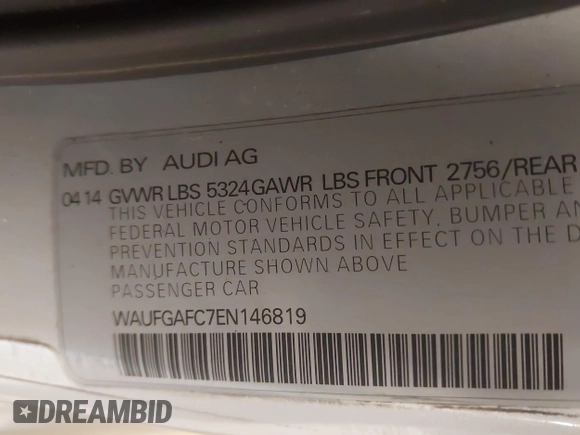 MFD. BY AUDI AG
04 14 GVWR LBS 5324 GAWR LBS FRONT 2756/REAR
THIS VEHICLE CONFORMS TO ALL APPLICABLE
FEDERAL MOTOR VEHICLE SAFETY, BUMPER AN
PREVENTION STANDARDS IN EFFECT ON THE D
MANUFACTURE SHOWN ABOVE
PASSENGER CAR
WAUFGAFC7EN146819
DREAMBID